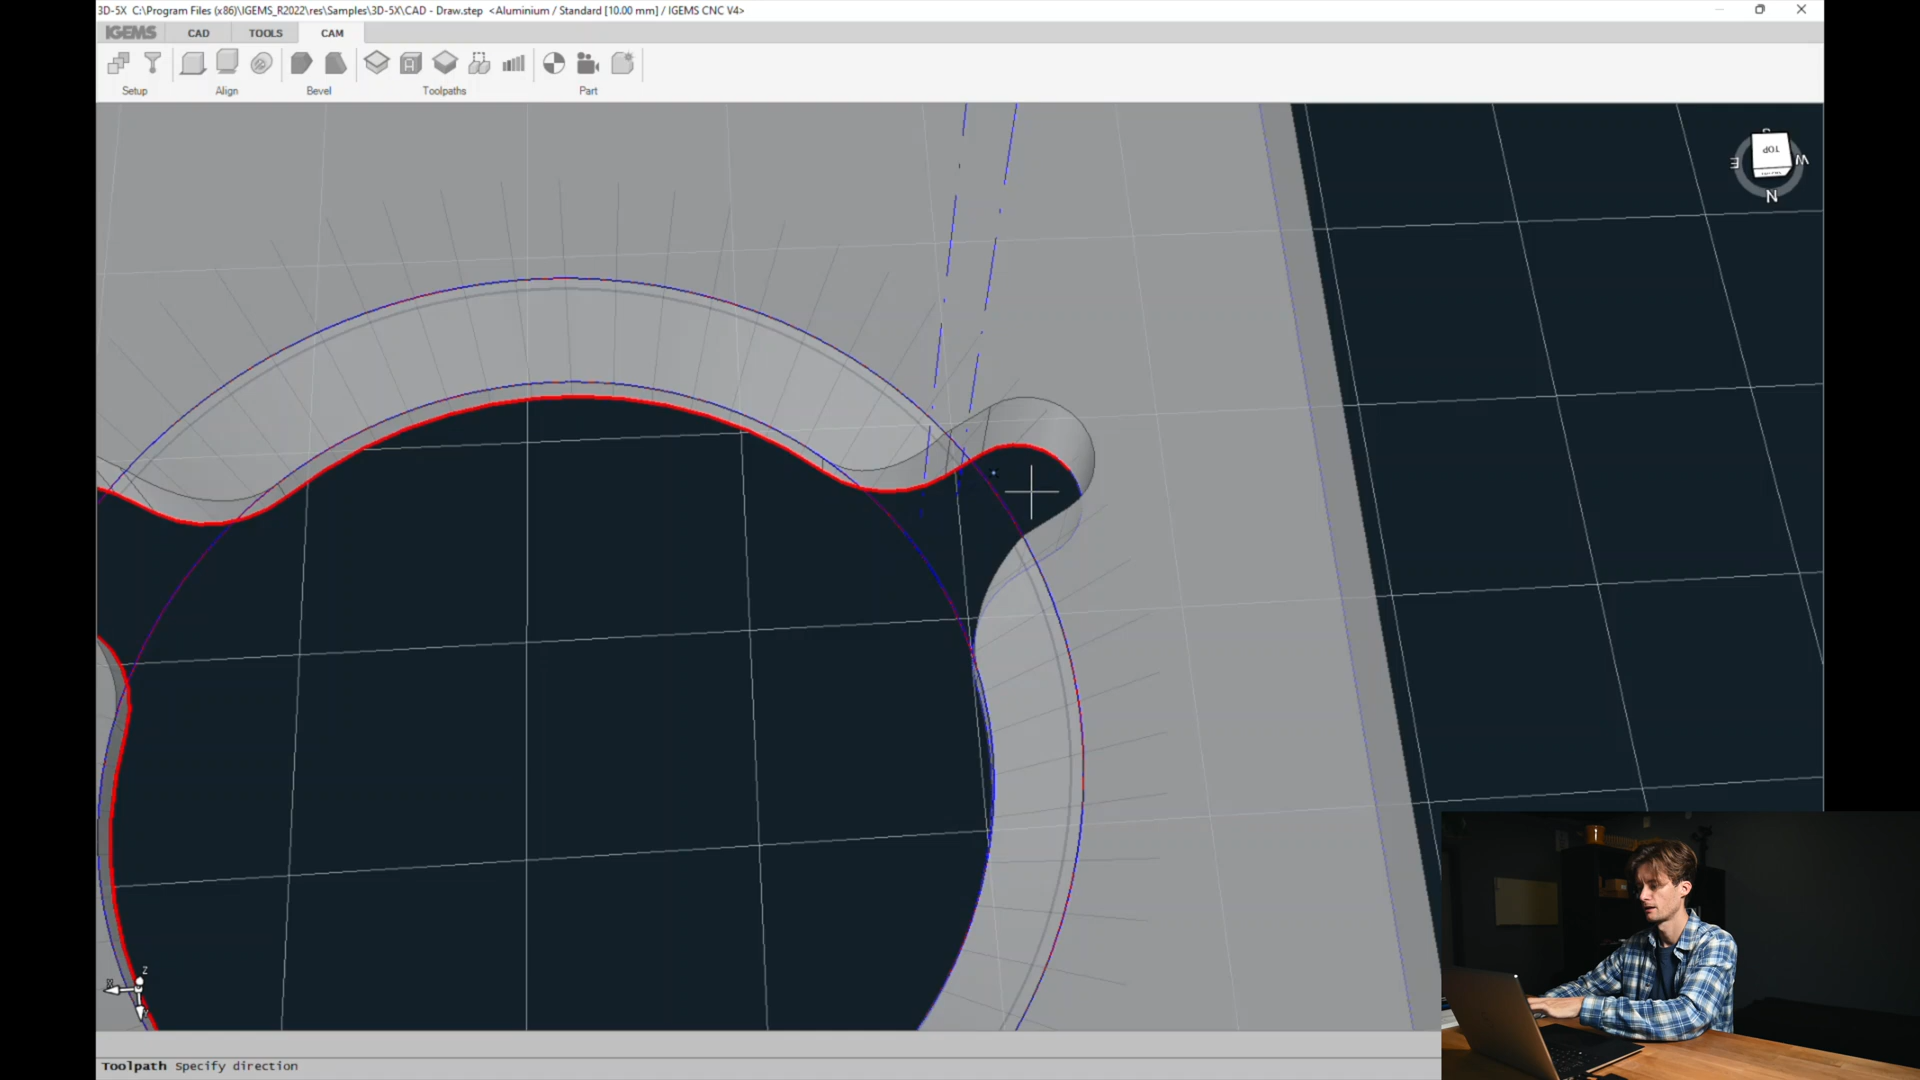 3D-5X C:\Program Files (x86)\IGEMS_R2022\res\Samples\3D-5X\CAD - Draw.step <Aluminium / Standard [10.00 mm] / IGEMS CNC V4>
IGEMS CAD TOOLS CAM
Setup Align Bevel Toolpaths Part
TOP
E W
N
Z
Toolpath Specify direction